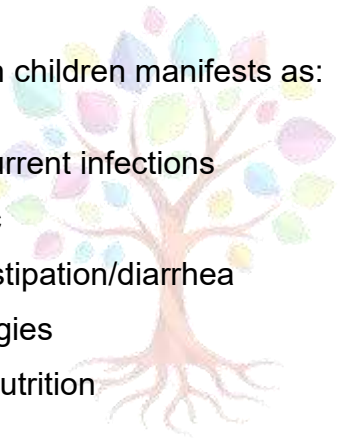 children manifests as:
urrent infections
stipation/diarrhea
gies
utrition